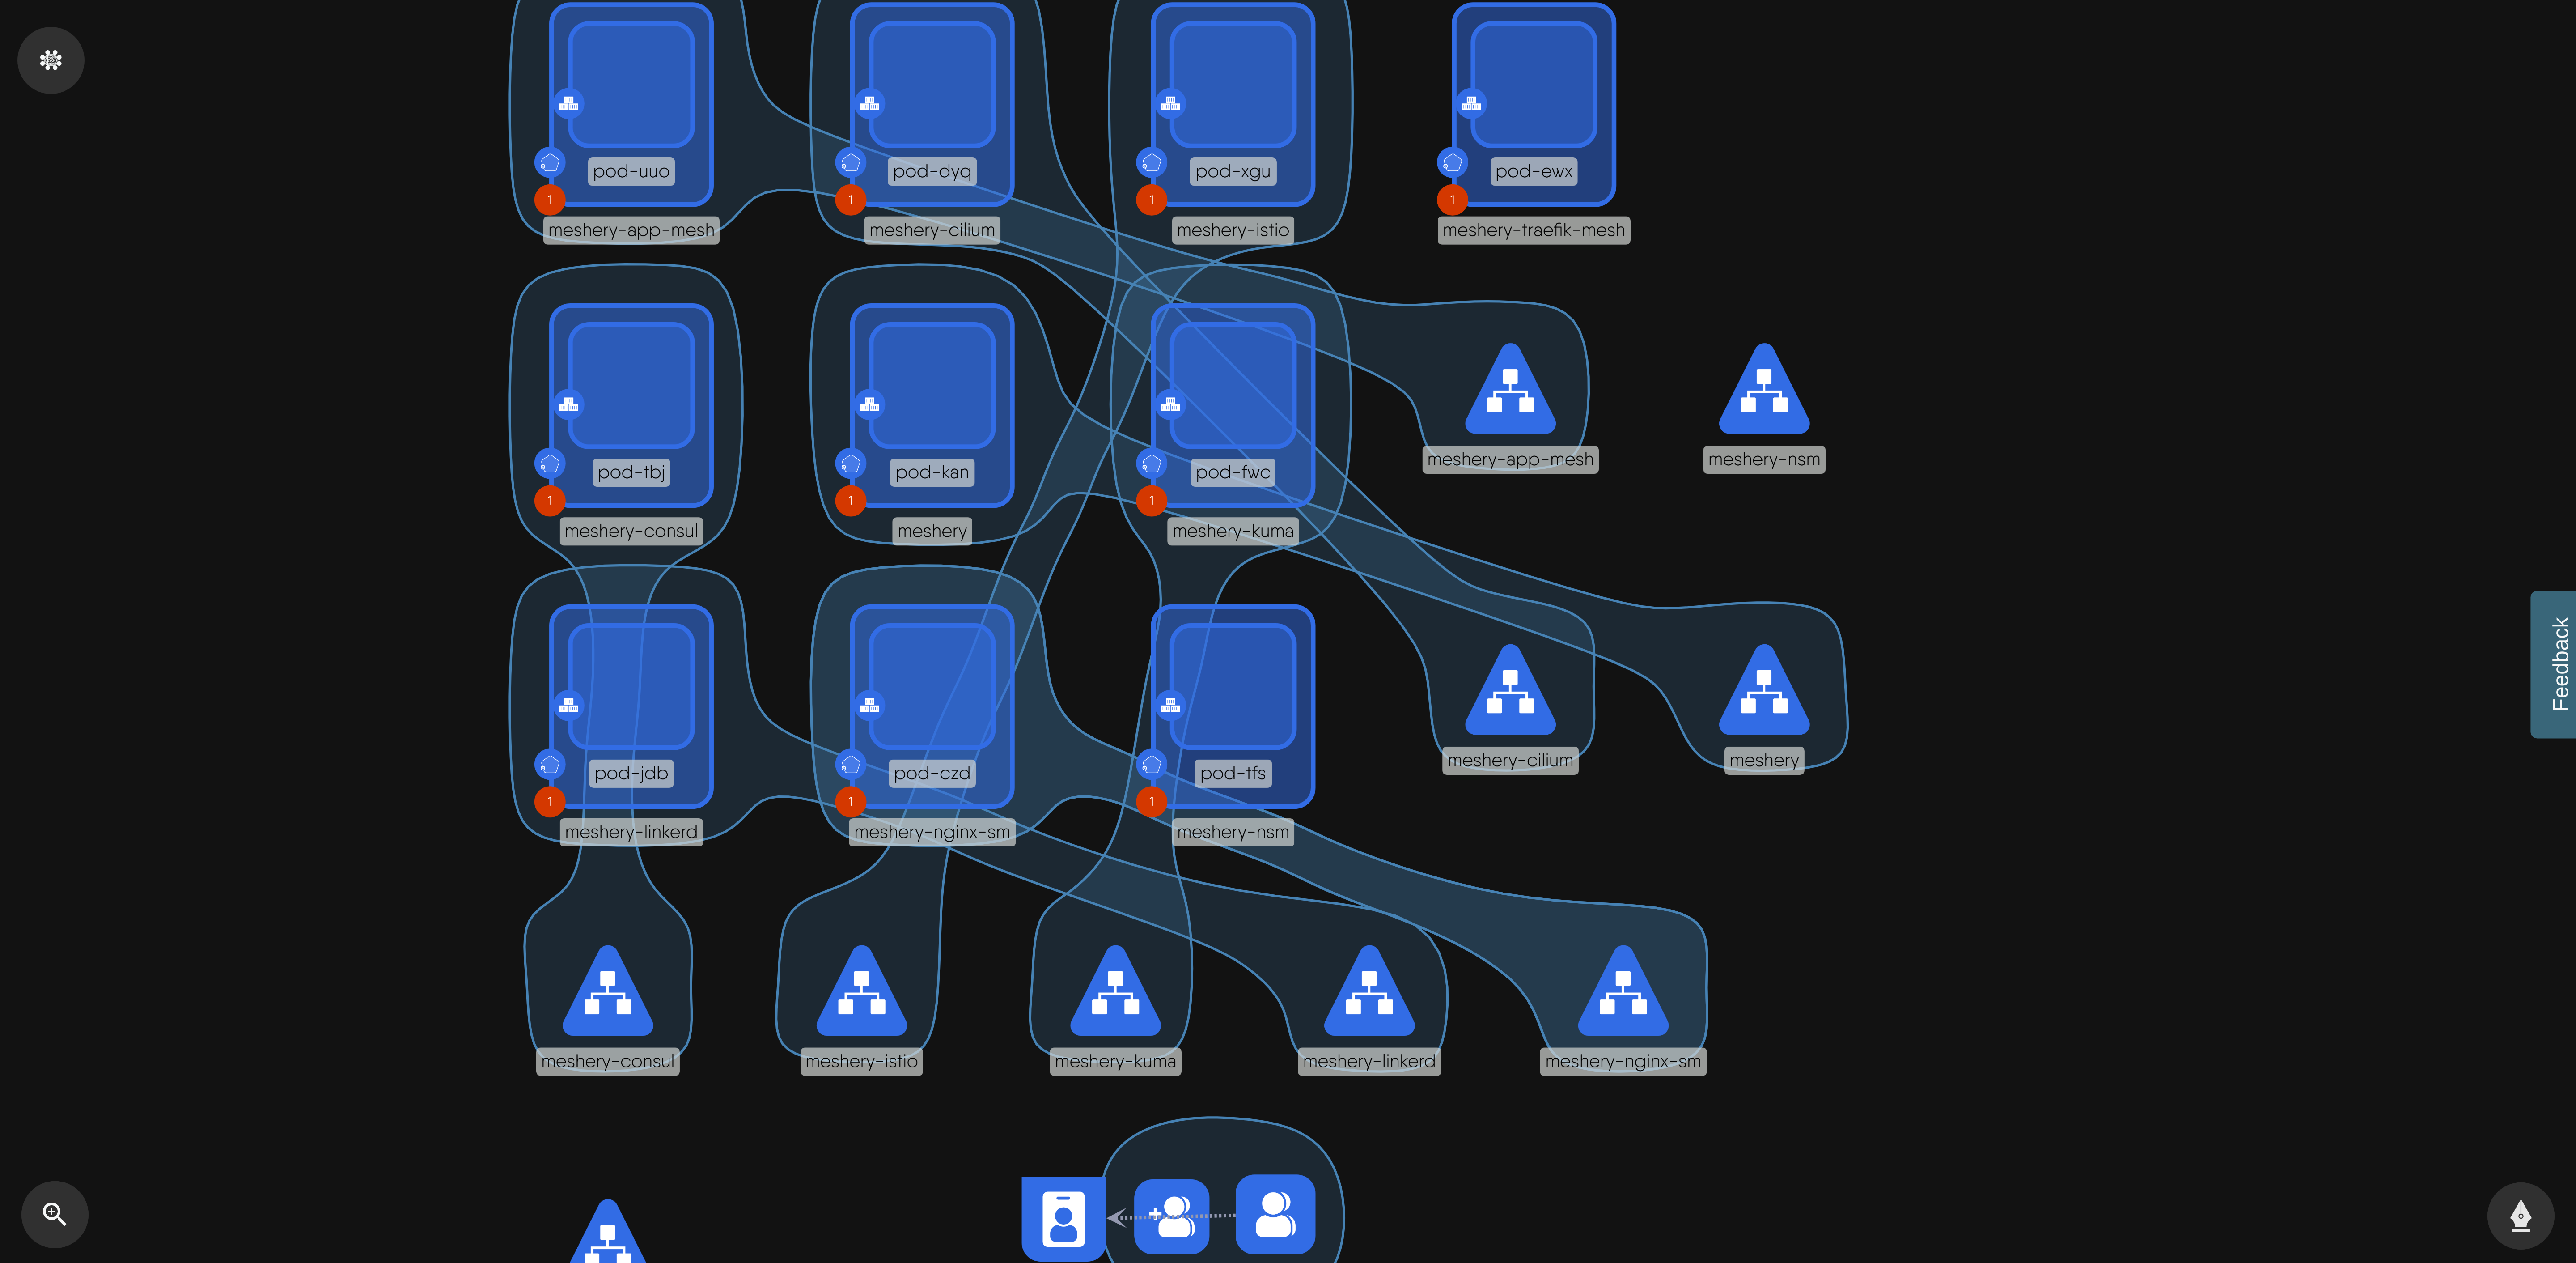 pod-uuo
pod-dyq
pod-xgu
pod-ewx
1
1
1
1
meshery-app-mesh
meshery-cilium
meshery-istio
meshery-traefik-mesh
pod-tbj
pod-kan
pod-fwc
meshery-app-mesh
meshery-nsm
1
1
1
meshery-consul
meshery
meshery-kuma
Feedback
pod-jdb
pod-czd
pod-tfs
meshery-cilium
meshery
1
1
1
meshery-linkerd
meshery-nginx-sm
meshery-nsm
meshery-consul
meshery-istio
meshery-kuma
meshery-linkerd
meshery-nginx-sm